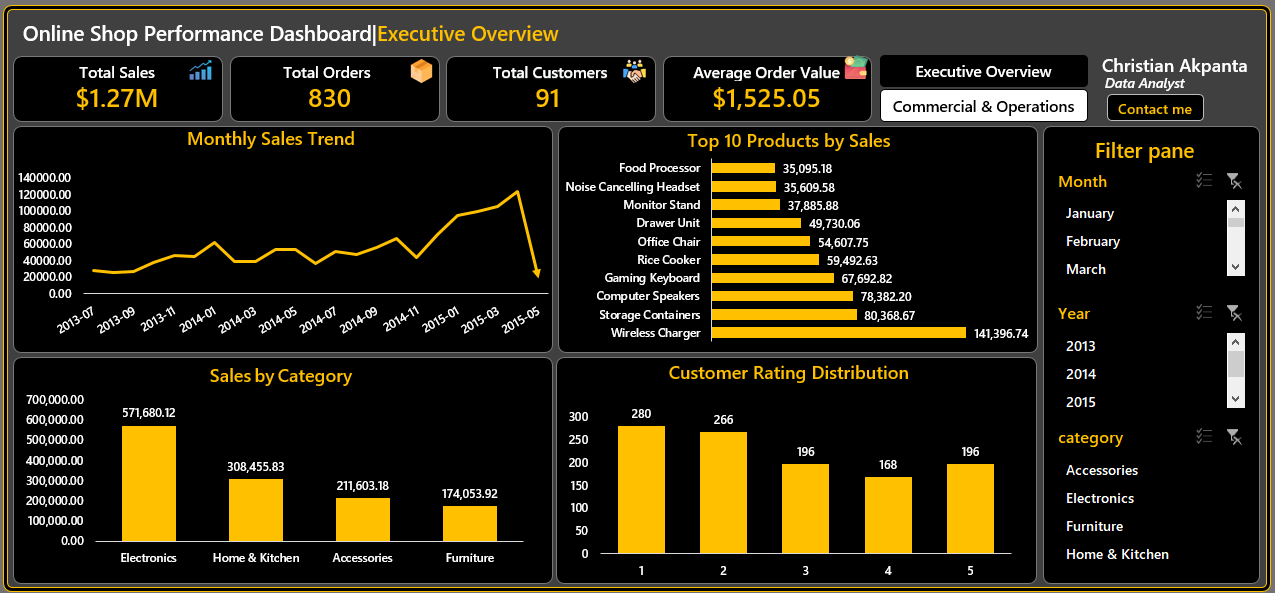 Online Shop Performance Dashboard|Executive Overview
Total Sales
$1.27M
Total Orders
830
Total Customers
91
Average Order Value
$1,525.05
Executive Overview
Commercial & Operations
Christian Akpanta
Data Analyst
Contact me
Monthly Sales Trend
140000.00
120000.00
100000.00
80000.00
60000.00
40000.00
20000.00
0.00
2013-07
2013-09
2013-11
2014-01
2014-03
2014-05
2014-07
2014-09
2014-11
2015-01
2015-03
2015-05
Top 10 Products by Sales
Food Processor 35,095.18
Noise Cancelling Headset 35,609.58
Monitor Stand 37,885.88
Drawer Unit 49,730.06
Office Chair 54,607.75
Rice Cooker 59,492.63
Gaming Keyboard 67,692.82
Computer Speakers 78,382.20
Storage Containers 80,368.67
Wireless Charger 141,396.74
Filter pane
Month
January
February
March
Year
2013
2014
2015
category
Accessories
Electronics
Furniture
Home & Kitchen
Sales by Category
700,000.00
600,000.00
500,000.00
400,000.00
300,000.00
200,000.00
100,000.00
0.00
571,680.12
308,455.83
211,603.18
174,053.92
Electronics
Home & Kitchen
Accessories
Furniture
Customer Rating Distribution
300
250
200
150
100
50
0
280
266
196
168
196
1
2
3
4
5